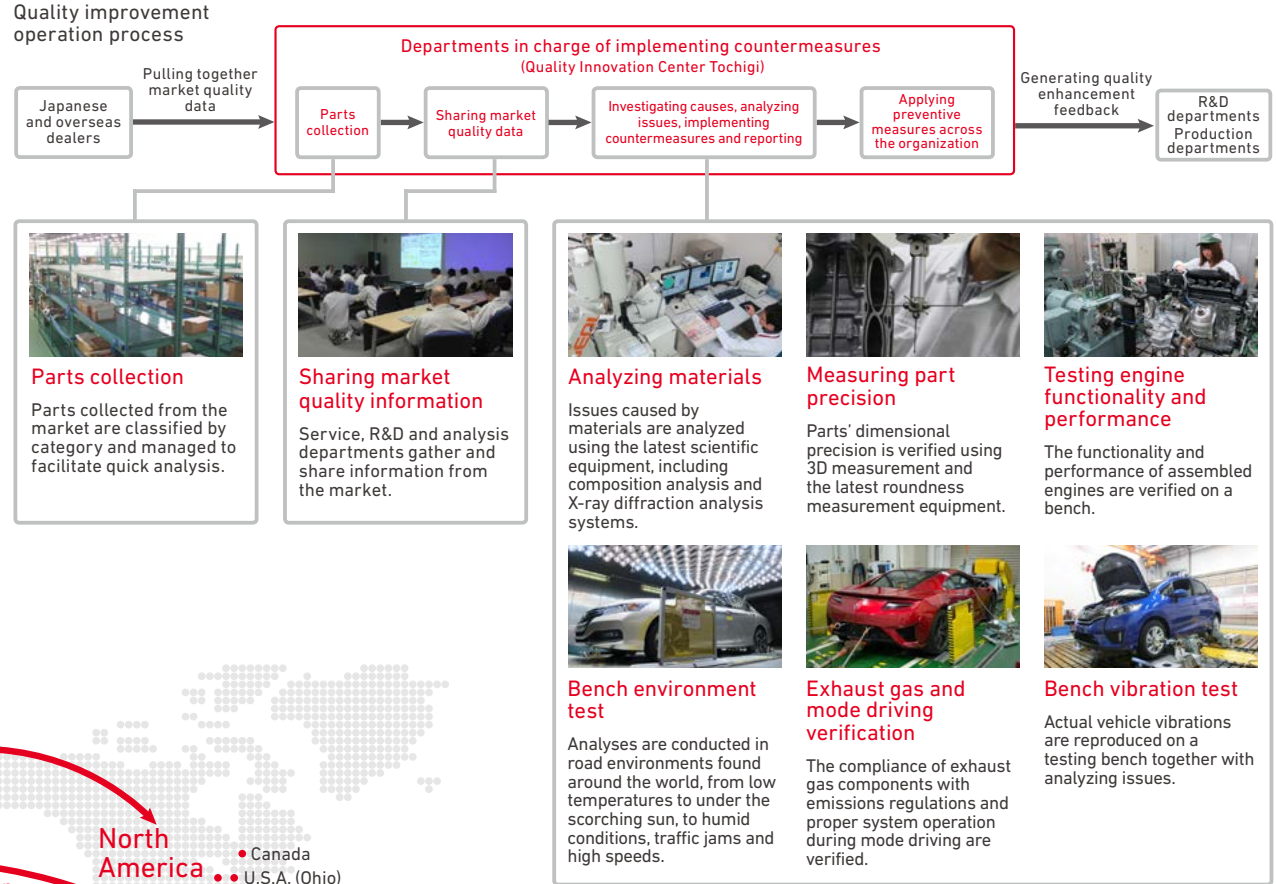 Quality improvement
operation process
Departments in charge of implementing countermeasures
(Quality Innovation Center Tochigi)
Japanese
and overseas
dealers
Pulling together
market quality
data
Parts
collection
Sharing market
quality data
Investigating causes, analyzing
issues, implementing
countermeasures and reporting
Applying
preventive
measures across
the organization
Generating quality
enhancement
feedback
R&D
departments
Production
departments
Parts collection
Parts collected from the
market are classified by
category and managed to
facilitate quick analysis.
Sharing market
quality information
Service, R&D and analysis
departments gather and
share information from
the market.
Analyzing materials
Issues caused by
materials are analyzed
using the latest scientific
equipment, including
composition analysis and
X-ray diffraction analysis
systems.
Measuring part
precision
Parts' dimensional
precision is verified using
3D measurement and
the latest roundness
measurement equipment.
Testing engine
functionality and
performance
The functionality and
performance of assembled
engines are verified on a
bench.
Bench environment
test
Analyses are conducted in
road environments found
around the world, from low
temperatures to under the
scorching sun, to humid
conditions, traffic jams and
high speeds.
Exhaust gas and
mode driving
verification
The compliance of exhaust
gas components with
emissions regulations and
proper system operation
during mode driving are
verified.
Bench vibration test
Actual vehicle vibrations
are reproduced on a
testing bench together with
analyzing issues.
North
America
Canada
U.S.A. (Ohio)